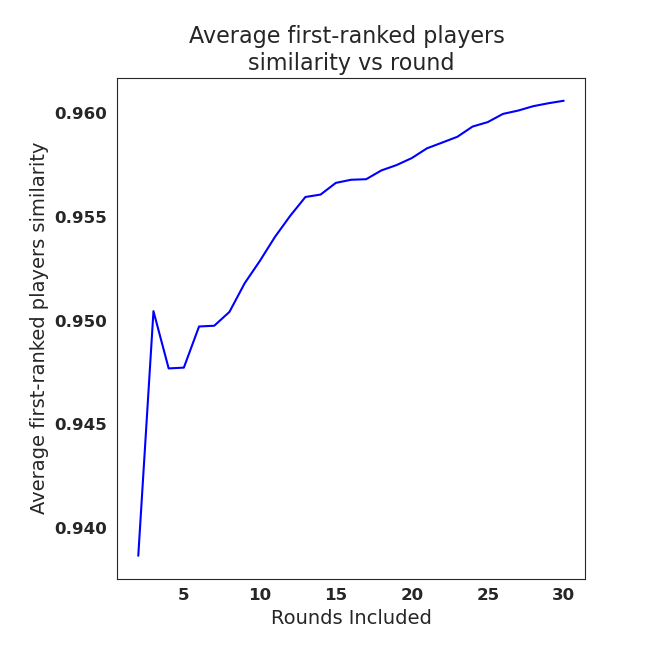 Average first-ranked players
similarity vs round
Average first-ranked players similarity
0.960
0.955
0.950
0.945
0.940
5 10 15 20 25 30
Rounds Included